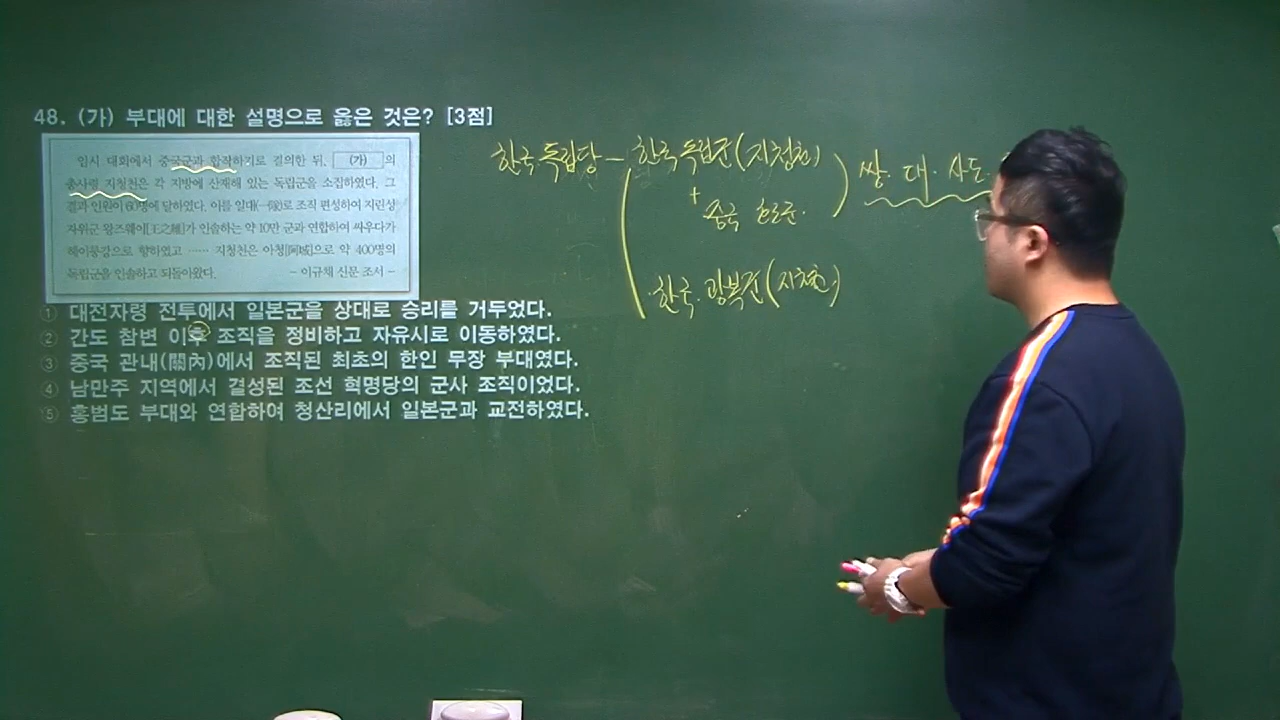 48. (가) 부대에 대한 설명으로 옳은 것은? [3점]
임시 대회에서 중국군과 합작하기로 결의한 뒤, (가) 의
총사령 지청천은 각 지방에 산재해 있는 독립군을 소집하였다. 그
결과 인원이 60명에 달하였다. 이를 일대(一隊)로 조직 편성하여 지린성
자위군 왕즈웨이[王之維]가 인솔하는 약 10만 군과 연합하여 싸우다가
헤이룽강으로 향하였고 …… 지청천은 아청[阿城]으로 약 400명의
독립군을 인솔하고 되돌아왔다. - 이규채 신문 조서 -
① 대전자령 전투에서 일본군을 상대로 승리를 거두었다.
② 간도 참변 이후 조직을 정비하고 자유시로 이동하였다.
③ 중국 관내(關內)에서 조직된 최초의 한인 무장 부대였다.
④ 남만주 지역에서 결성된 조선 혁명당의 군사 조직이었다.
⑤ 홍범도 부대와 연합하여 청산리에서 일본군과 교전하였다.
한국 독립당 - 한국 독립군(지청천) 쌍. 대. 사도.
+ 중국 호로군.
한국 광복군(지청천)